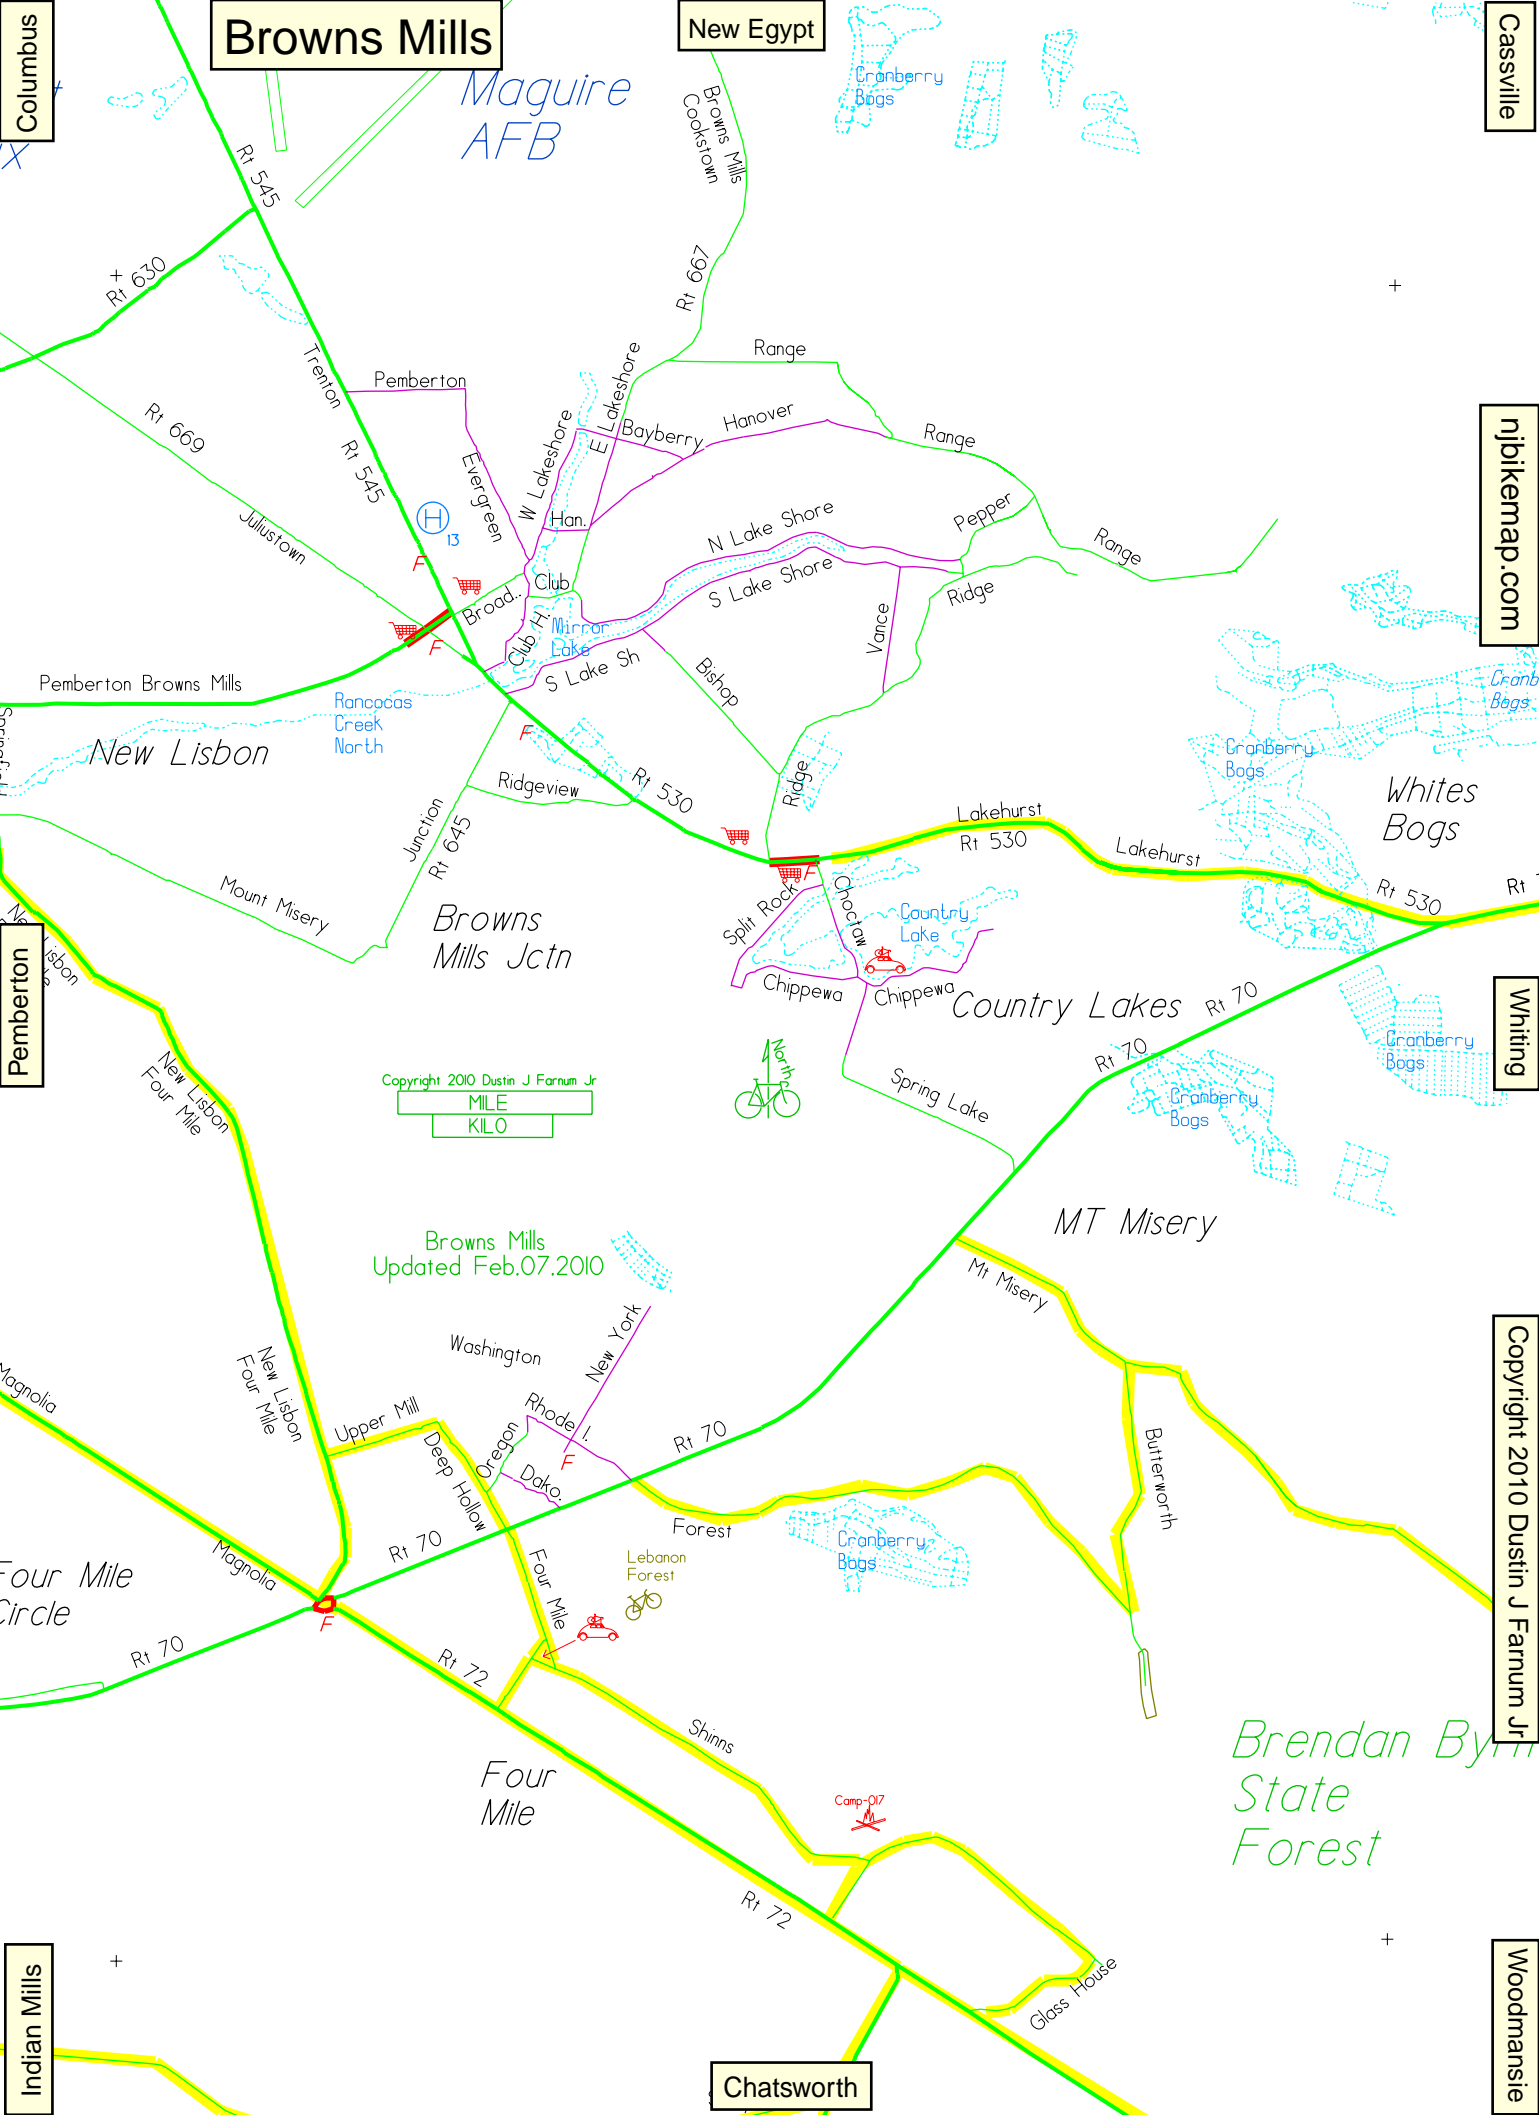 Columbus
Browns Mills
New Egypt
Cassville
Maguire
AFB
Cranberry
Bogs
Browns Mills
Cookstown
Rt 545
Rt 630
Rt 667
Trenton
Pemberton
Range
E Lakeshore
W Lakeshore
Bayberry
Hanover
Range
Rt 669
Rt 545
Evergreen
njbikemap.com
H
13
Han.
N Lake Shore
Pepper
Range
Juliustown
F
Club
Broad..
S Lake Shore
Ridge
Vance
Club H.
Mirror
Lake
F
S Lake Sh
Bishop
Pemberton Browns Mills
Rancocas
Creek
North
New Lisbon
F
Cranberry
Bogs
Whites
Bogs
Ridgeview
Rt 530
Ridge
Junction
Rt 645
Lakehurst
Rt 530
Lakehurst
Rt 530
Rt
F
Mount Misery
Browns
Mills Jctn
Split Rock
Choctaw
Country
Lake
Chippewa
Chippewa
Country Lakes
Rt 70
Pemberton
Whiting
Cranberry
Bogs
Rt 70
New Lisbon
Four Mile
Copyright 2010 Dustin J Farnum Jr
MILE
KILO
North
Spring Lake
Cranberry
Bogs
MT Misery
Browns Mills
Updated Feb.07.2010
Mt Misery
New York
Washington
Magnolia
New Lisbon
Four Mile
Upper Mill
Deep Hollow
Oregon
Rhode I.
F
Dako.
Rt 70
Forest
Butterworth
Copyright 2010 Dustin J Farnum Jr
Cranberry
Bogs
Rt 70
Magnolia
Four Mile
Circle
F
Four Mile
Lebanon
Forest
Rt 70
Rt 72
Shinns
Four
Mile
Camp-017
Brendan By
State
Forest
Rt 72
Glass House
Indian Mills
Chatsworth
Woodmansie